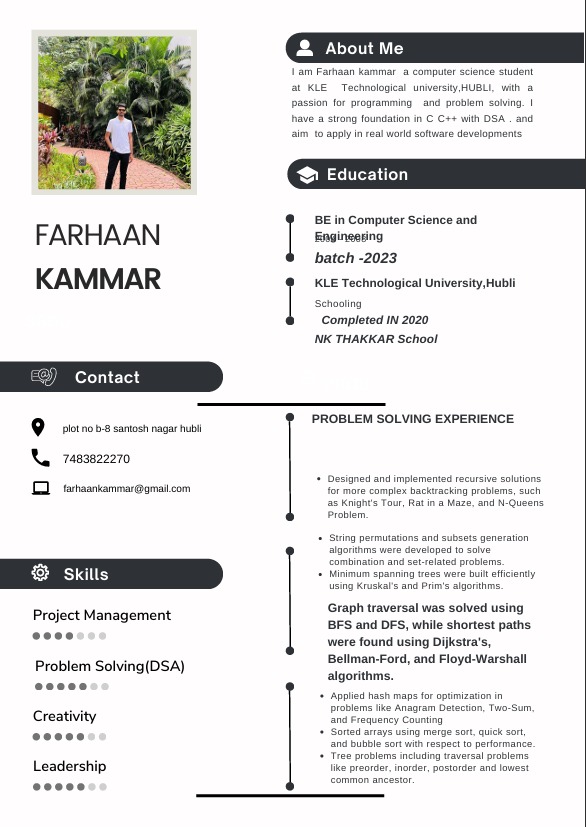 About Me
I am Farhaan kammar a computer science student
at KLE Technological university,HUBLI, with a
passion for programming and problem solving. I
have a strong foundation in C C++ with DSA . and
aim to apply in real world software developments
Education
BE in Computer Science and
Engineering
batch -2023
KLE Technological University,Hubli
Schooling
Completed IN 2020
NK THAKKAR School
FARHAAN
KAMMAR
Contact
plot no b-8 santosh nagar hubli
7483822270
farhaankammar@gmail.com
Skills
Project Management
Problem Solving(DSA)
Creativity
Leadership
PROBLEM SOLVING EXPERIENCE
Designed and implemented recursive solutions
for more complex backtracking problems, such
as Knight's Tour, Rat in a Maze, and N-Queens
Problem.
String permutations and subsets generation
algorithms were developed to solve
combination and set-related problems.
Minimum spanning trees were built efficiently
using Kruskal's and Prim's algorithms.
Graph traversal was solved using
BFS and DFS, while shortest paths
were found using Dijkstra's,
Bellman-Ford, and Floyd-Warshall
algorithms.
Applied hash maps for optimization in
problems like Anagram Detection, Two-Sum,
and Frequency Counting
Sorted arrays using merge sort, quick sort,
and bubble sort with respect to performance.
Tree problems including traversal problems
like preorder, inorder, postorder and lowest
common ancestor.